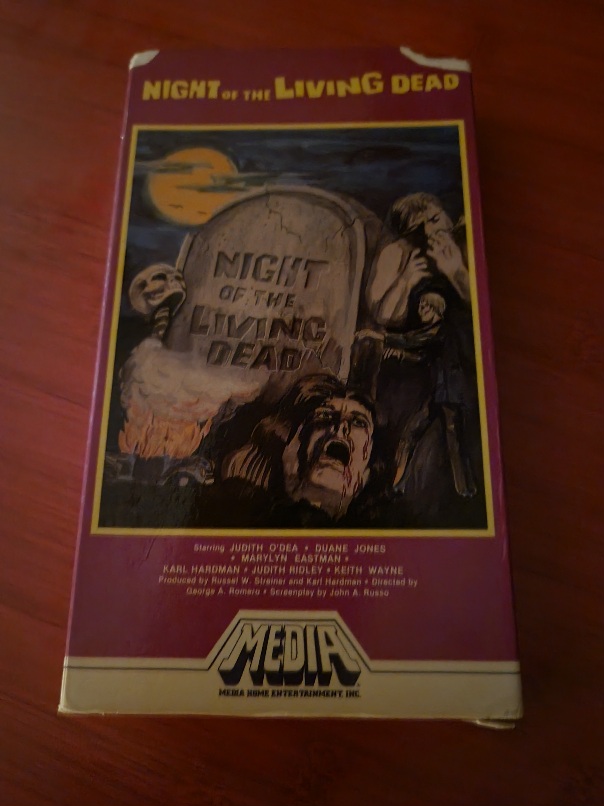 NIGHT OF THE LIVING DEAD
NIGHT
OF THE
LIVING
DEAD
Starring JUDITH O'DEA • DUANE JONES
• MARYLYN EASTMAN •
KARL HARDMAN • JUDITH RIDLEY • KEITH WAYNE
Produced by Russel W. Streiner and Karl Hardman • Directed by
George A. Romero • Screenplay by John A. Russo
MEDIA
MEDIA HOME ENTERTAINMENT, INC.